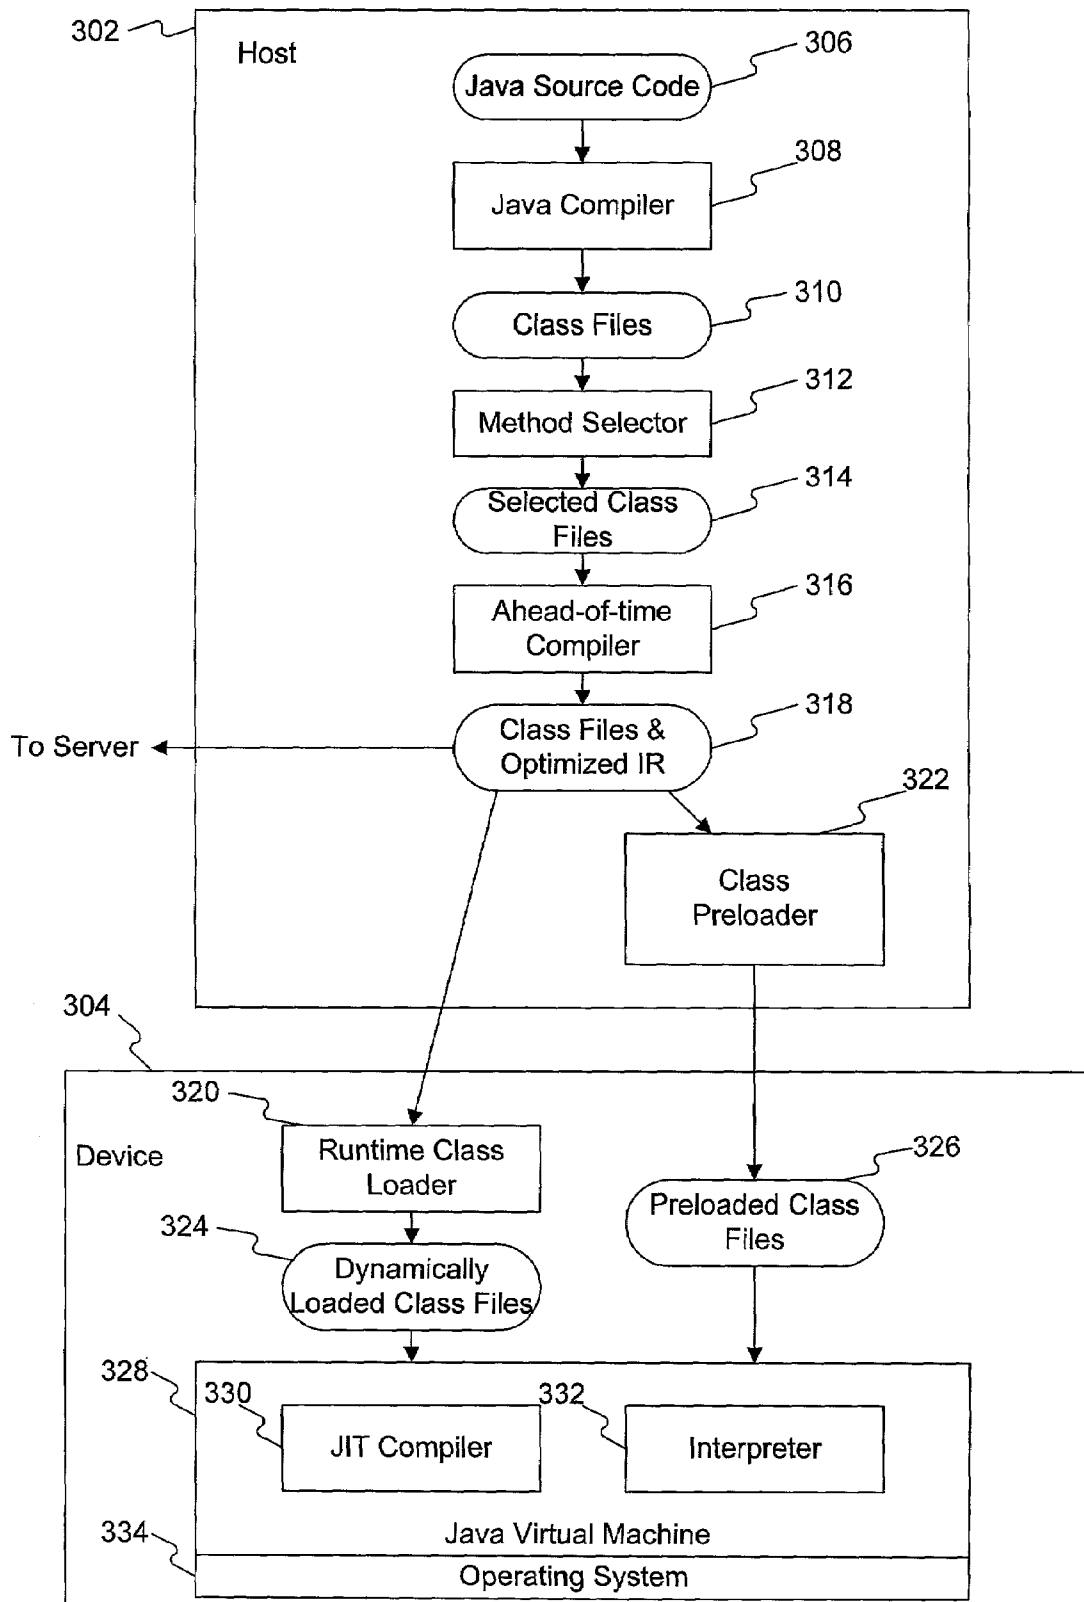 302
Host
306
Java Source Code
308
Java Compiler
310
Class Files
312
Method Selector
314
Selected Class
Files
316
Ahead-of-time
Compiler
318
Class Files &
Optimized IR
To Server
322
Class
Preloader
304
320
Runtime Class
Loader
Device
326
Preloaded Class
Files
324
Dynamically
Loaded Class Files
328
330
JIT Compiler
332
Interpreter
Java Virtual Machine
334
Operating System